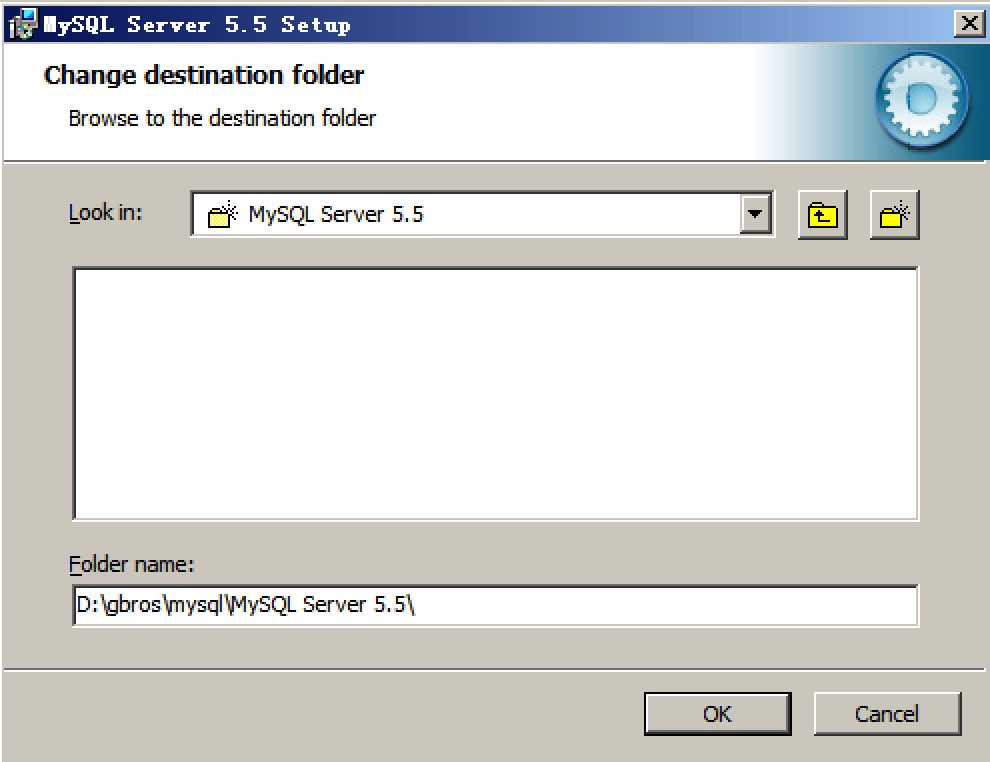 MySQL Server 5.5 Setup
Change destination folder
Browse to the destination folder
Look in: MySQL Server 5.5
Folder name:
D:\gbros\mysql\MySQL Server 5.5\
OK Cancel